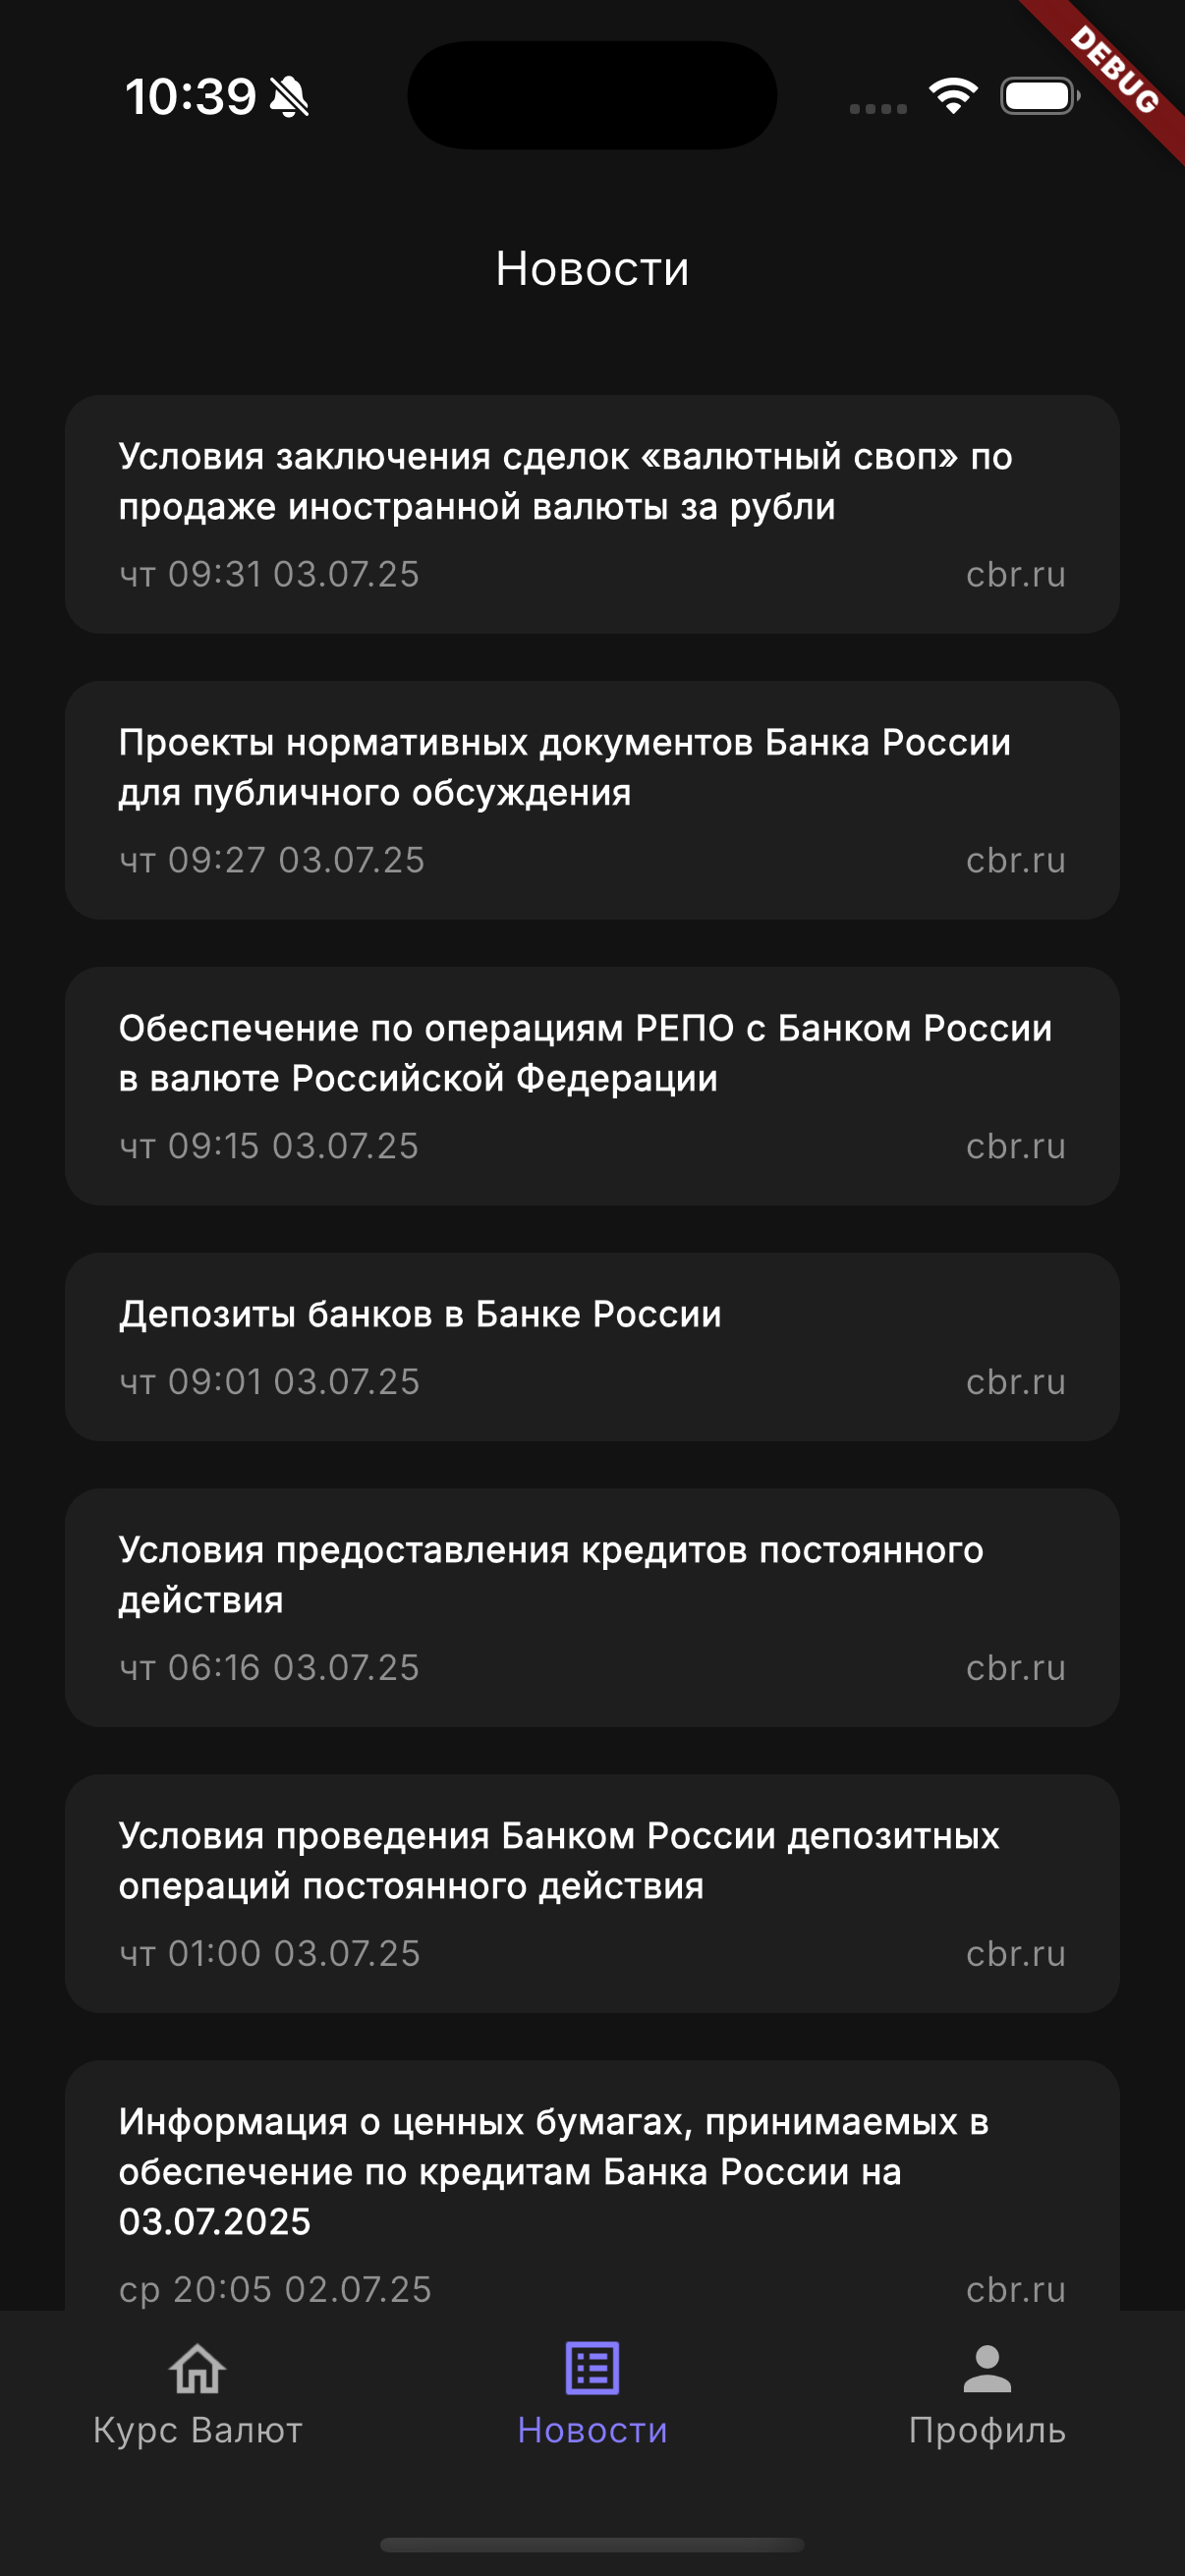 10:39
DEBUG
Новости
Условия заключения сделок «валютный своп» по
продаже иностранной валюты за рубли
чт 09:31 03.07.25 cbr.ru
Проекты нормативных документов Банка России
для публичного обсуждения
чт 09:27 03.07.25 cbr.ru
Обеспечение по операциям РЕПО с Банком России
в валюте Российской Федерации
чт 09:15 03.07.25 cbr.ru
Депозиты банков в Банке России
чт 09:01 03.07.25 cbr.ru
Условия предоставления кредитов постоянного
действия
чт 06:16 03.07.25 cbr.ru
Условия проведения Банком России депозитных
операций постоянного действия
чт 01:00 03.07.25 cbr.ru
Информация о ценных бумагах, принимаемых в
обеспечение по кредитам Банка России на
03.07.2025
ср 20:05 02.07.25 cbr.ru
Курс Валют Новости Профиль